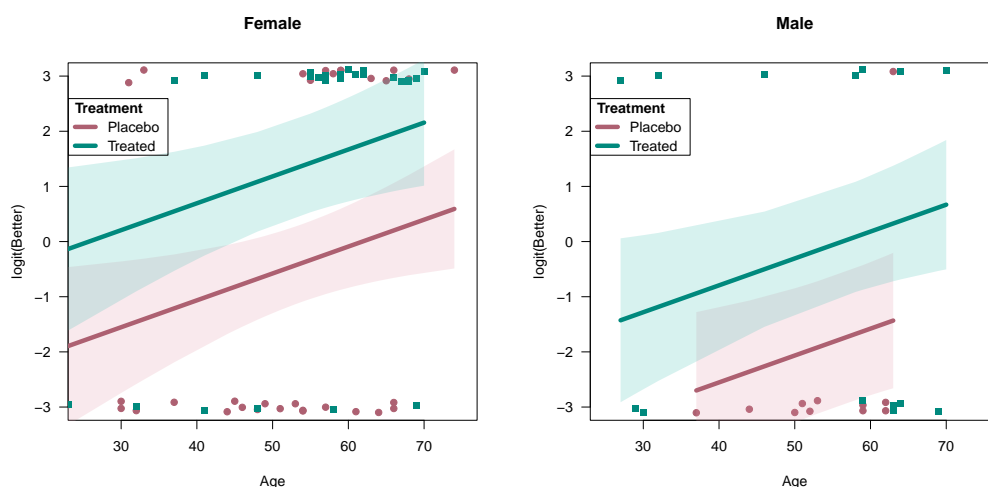 Female
logit(Better)
3
2
1
0
−1
−2
−3
Treatment
Placebo
Treated
30 40 50 60 70
Age
Male
logit(Better)
3
2
1
0
−1
−2
−3
Treatment
Placebo
Treated
30 40 50 60 70
Age